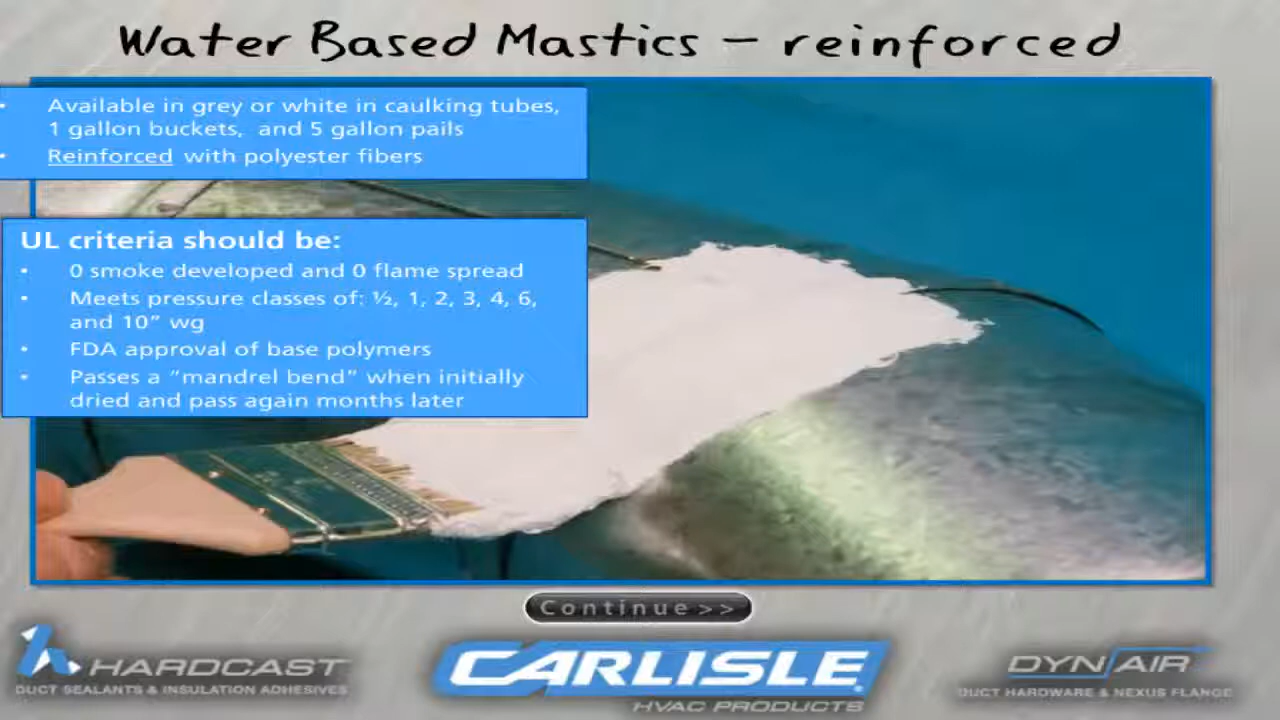 Water Based Mastics – reinforced
• Available in grey or white in caulking tubes,
1 gallon buckets, and 5 gallon pails
• Reinforced with polyester fibers
UL criteria should be:
• 0 smoke developed and 0 flame spread
• Meets pressure classes of: ½, 1, 2, 3, 4, 6,
and 10” wg
• FDA approval of base polymers
• Passes a “mandrel bend” when initially
dried and pass again months later
Continue>>
HARDCAST
DUCT SEALANTS & INSULATION ADHESIVES
CARLISLE®
HVAC PRODUCTS
DYN/AIR
DUCT HARDWARE & NEXUS FLANGE